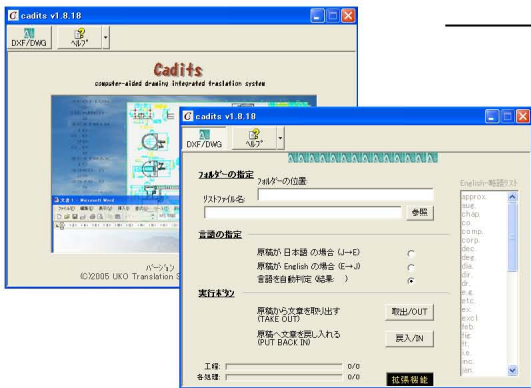 cadits v1.8.18
DXF/DWG
ﾍﾙﾌﾟ
Cadits
computer-aided drawing integrated traslation system
文書 1 - Microsoft Word
バージョン
(C)2005 UKO Translation S
cadits v1.8.18
DXF/DWG
ﾍﾙﾌﾟ
ﾌｫﾙﾀﾞｰの指定
ﾌｫﾙﾀﾞｰの位置:
ﾘｽﾄﾌｧｲﾙ名:
参照
言語の指定
原稿が 日本語 の場合 (J→E)
原稿が English の場合 (E→J)
言語を自動判定 (結果: )
実行ﾎﾞﾀﾝ
原稿から文章を取り出す
(TAKE OUT)
取出/OUT
原稿へ文章を戻し入れる
(PUT BACK IN)
戻入/IN
工程:
0/0
各処理:
0/0
拡張機能
English-略語ﾘｽﾄ
approx.
aug.
chap.
co.
comp.
corp.
dec.
deg.
dia.
dir.
dr.
e.g.
etc.
ex.
excl.
feb.
fig.
ft.
i.e.
inc.
jan.